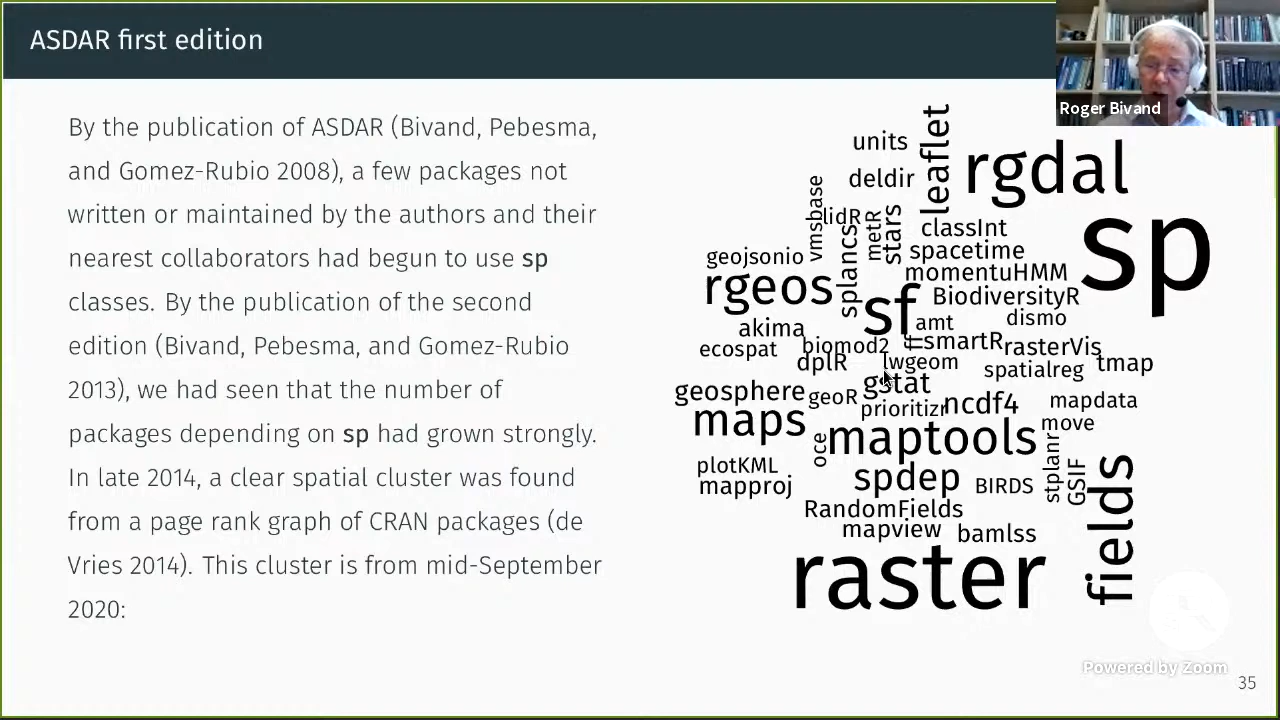 ASDAR first edition
Roger Bivand
By the publication of ASDAR (Bivand, Pebesma,
and Gomez-Rubio 2008), a few packages not
written or maintained by the authors and their
nearest collaborators had begun to use sp
classes. By the publication of the second
edition (Bivand, Pebesma, and Gomez-Rubio
2013), we had seen that the number of
packages depending on sp had grown strongly.
In late 2014, a clear spatial cluster was found
from a page rank graph of CRAN packages (de
Vries 2014). This cluster is from mid-September
2020:
units
leaflet
rgdal
deldir
vmsbase
lidR
metR
stars
classInt
sp
splancs
spacetime
geojsonio
momentuHMM
rgeos
sf
BiodiversityR
akima
amt
dismo
ecospat
biomod2
ff
smartR
rasterVis
dplR
lwgeom
spatialreg
tmap
gstat
geosphere
geoR
prioritizr
ncdf4
mapdata
maps
move
oce
maptools
stplanr
GSIF
plotKML
spdep
BIRDS
mapproj
fields
RandomFields
mapview
bamlss
raster
Powered by Zoom
35